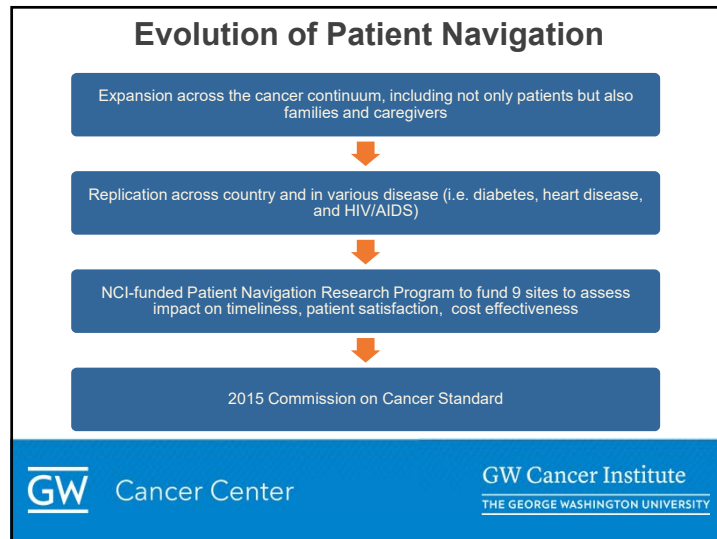 Evolution of Patient Navigation
Expansion across the cancer continuum, including not only patients but also
families and caregivers
Replication across country and in various disease (i.e. diabetes, heart disease,
and HIV/AIDS)
NCI-funded Patient Navigation Research Program to fund 9 sites to assess
impact on timeliness, patient satisfaction, cost effectiveness
2015 Commission on Cancer Standard
GW Cancer Center
GW Cancer Institute
THE GEORGE WASHINGTON UNIVERSITY